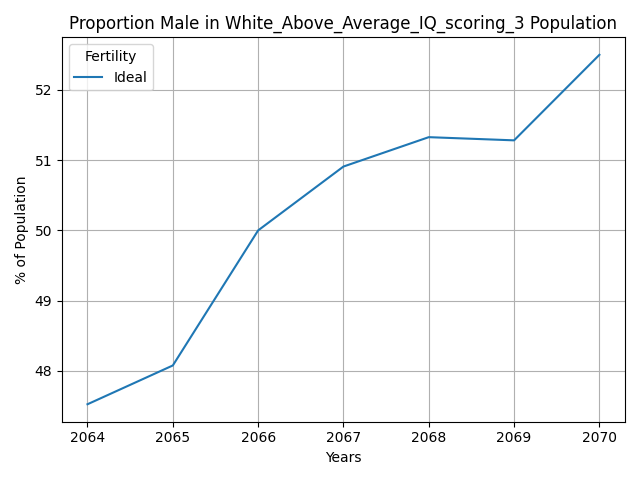 Proportion Male in White_Above_Average_IQ_scoring_3 Population
Fertility
Ideal
% of Population
52
51
50
49
48
2064 2065 2066 2067 2068 2069 2070
Years